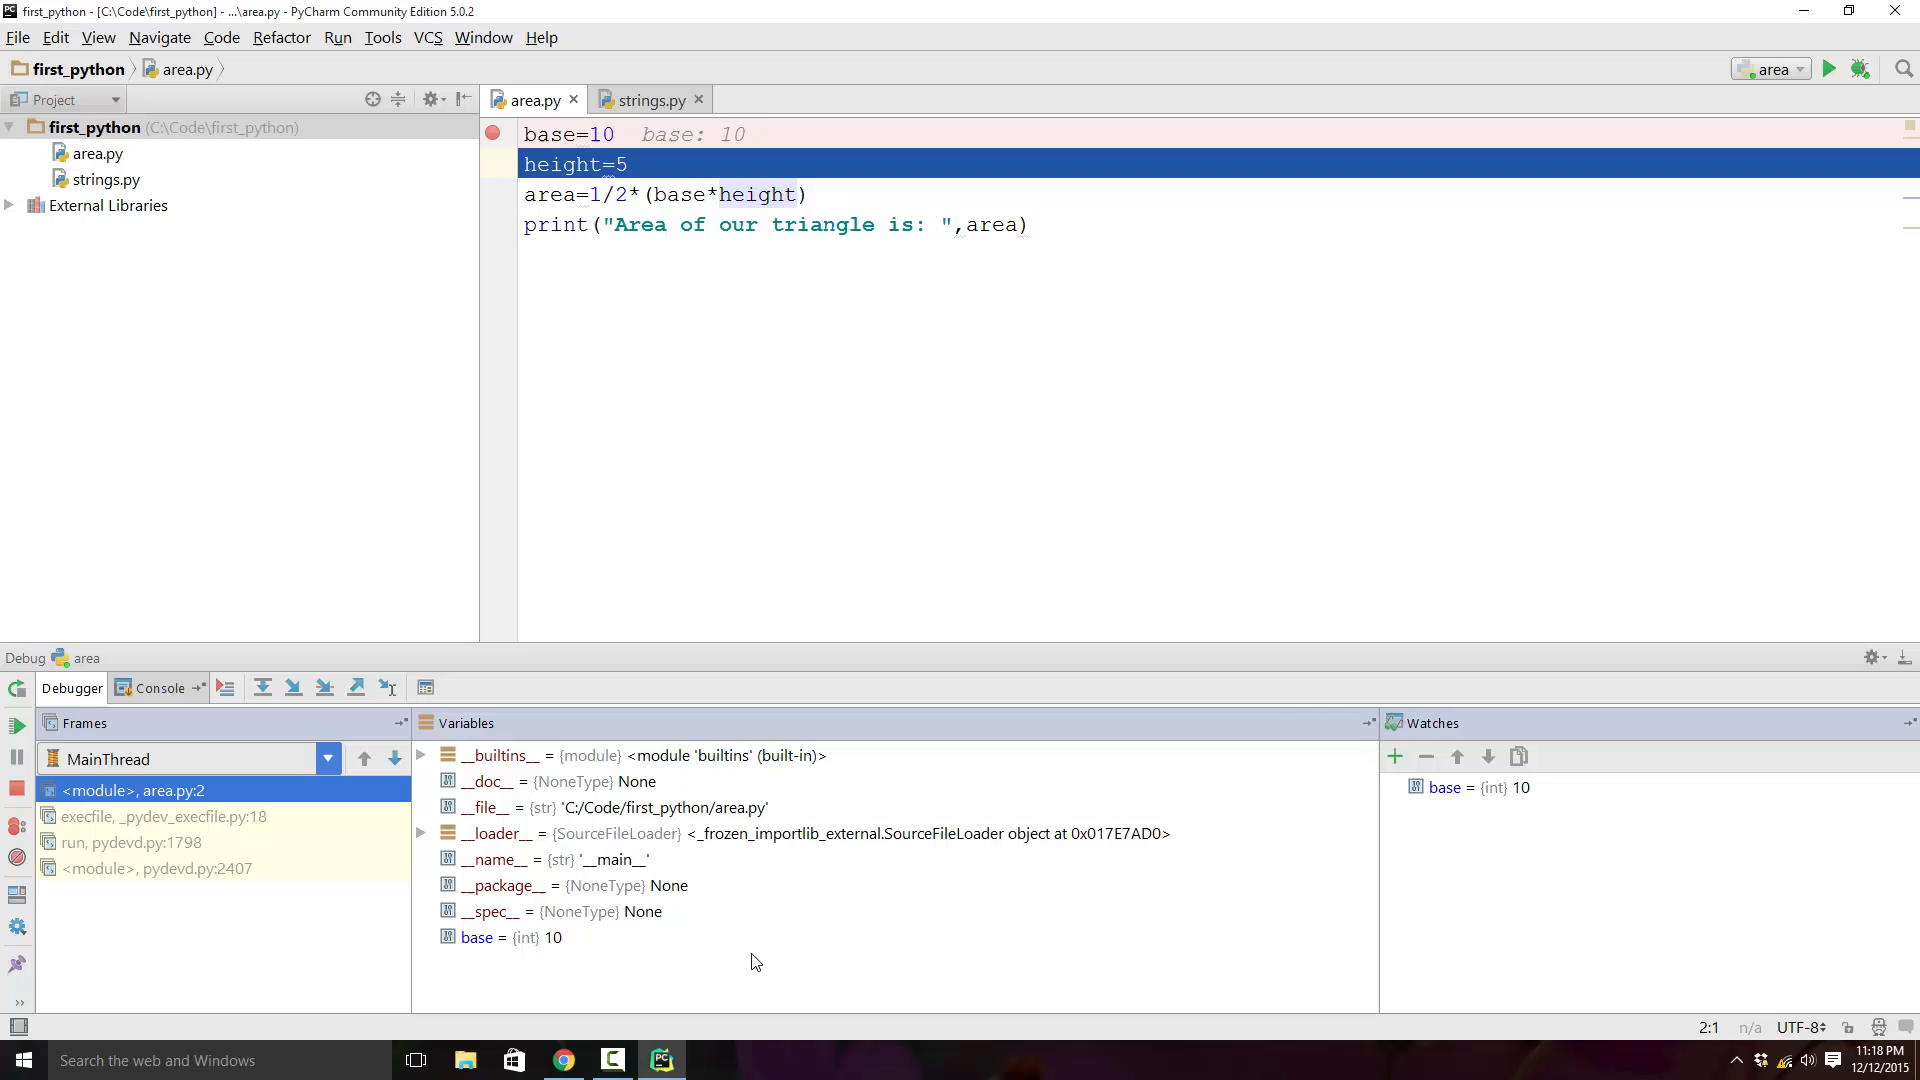 first_python - [C:\Code\first_python] - ...\area.py - PyCharm Community Edition 5.0.2
File Edit View Navigate Code Refactor Run Tools VCS Window Help
first_python area.py area
Project area.py strings.py
first_python (C:\Code\first_python)
area.py
strings.py
External Libraries
base=10 base: 10
height=5
area=1/2*(base*height)
print("Area of our triangle is: ",area)
Debug area
Debugger Console
Frames Variables Watches
MainThread
<module>, area.py:2
execfile, _pydev_execfile.py:18
run, pydevd.py:1798
<module>, pydevd.py:2407
__builtins__ = {module} <module 'builtins' (built-in)>
__doc__ = {NoneType} None
__file__ = {str} 'C:/Code/first_python/area.py'
__loader__ = {SourceFileLoader} <_frozen_importlib_external.SourceFileLoader object at 0x017E7AD0>
__name__ = {str} '__main__'
__package__ = {NoneType} None
__spec__ = {NoneType} None
base = {int} 10
base = {int} 10
2:1 n/a UTF-8
Search the web and Windows
11:18 PM
12/12/2015